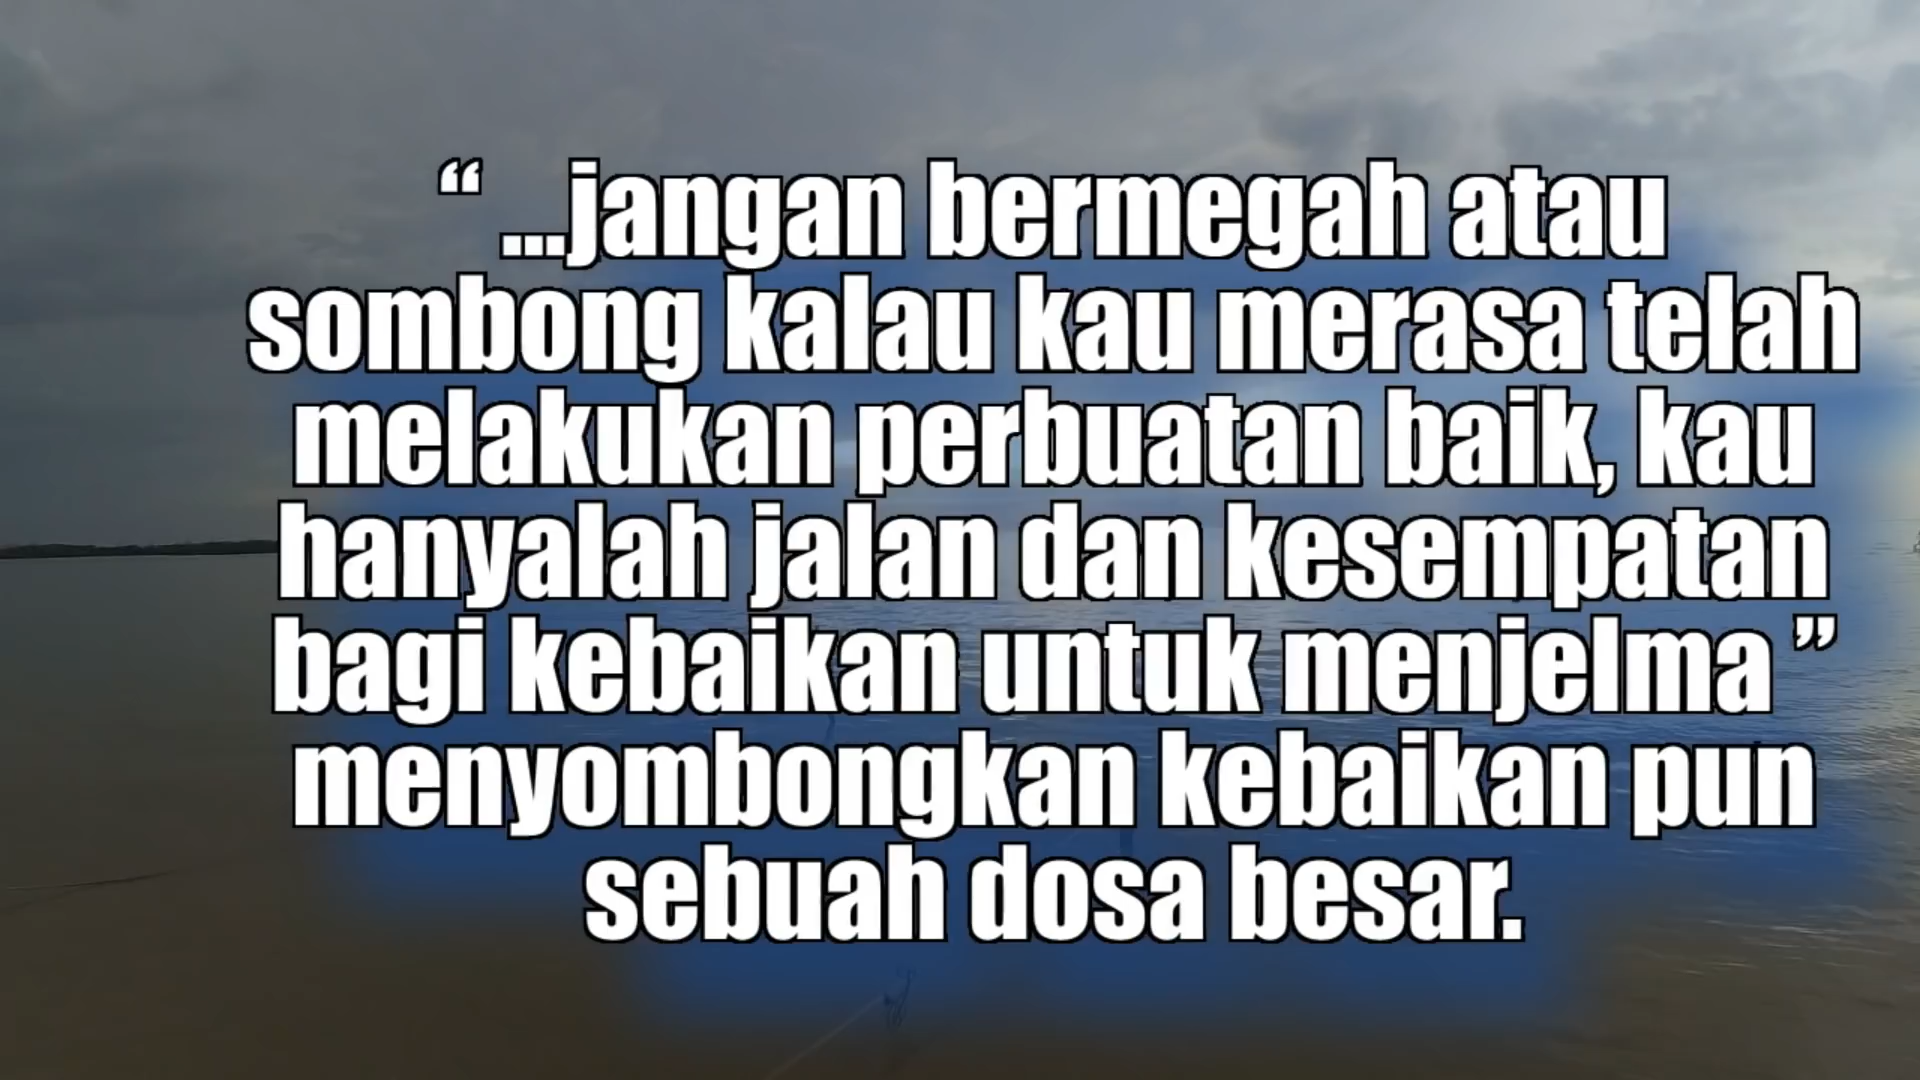 “ ...jangan bermegah atau
sombong kalau kau merasa telah
melakukan perbuatan baik, kau
hanyalah jalan dan kesempatan
bagi kebaikan untuk menjelma ”
menyombongkan kebaikan pun
sebuah dosa besar.